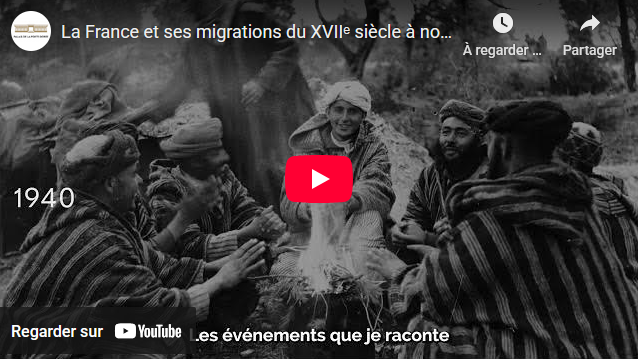 La France et ses migrations du XVIIᵉ siècle à no...
À regarder ...
Partager
1940
Regarder sur YouTube
Les événements que je raconte